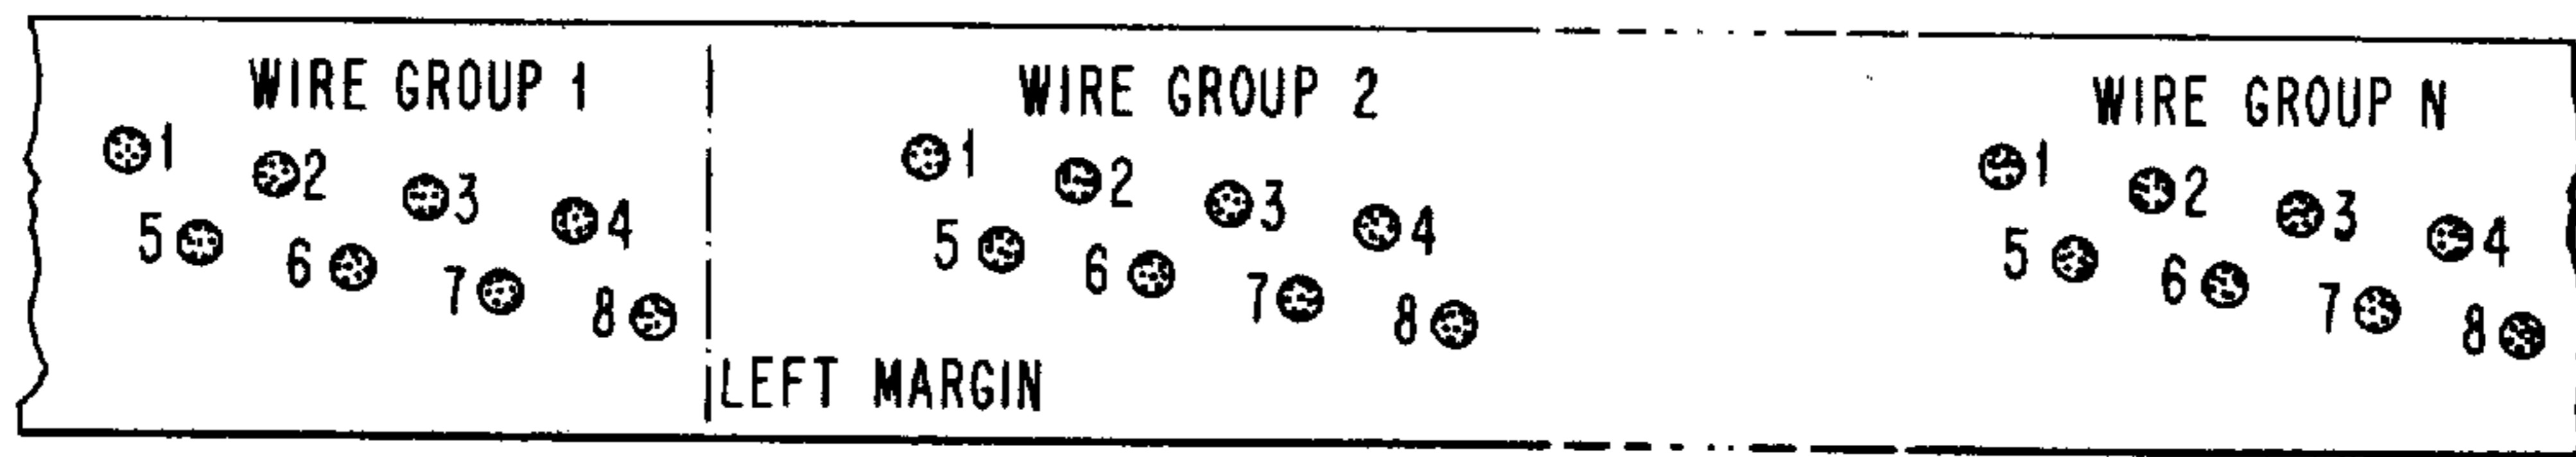 WIRE GROUP 1 WIRE GROUP 2 WIRE GROUP N
1 2 3 4 1 2 3 4 1 2 3 4
5 6 7 8 5 6 7 8 5 6 7 8
LEFT MARGIN